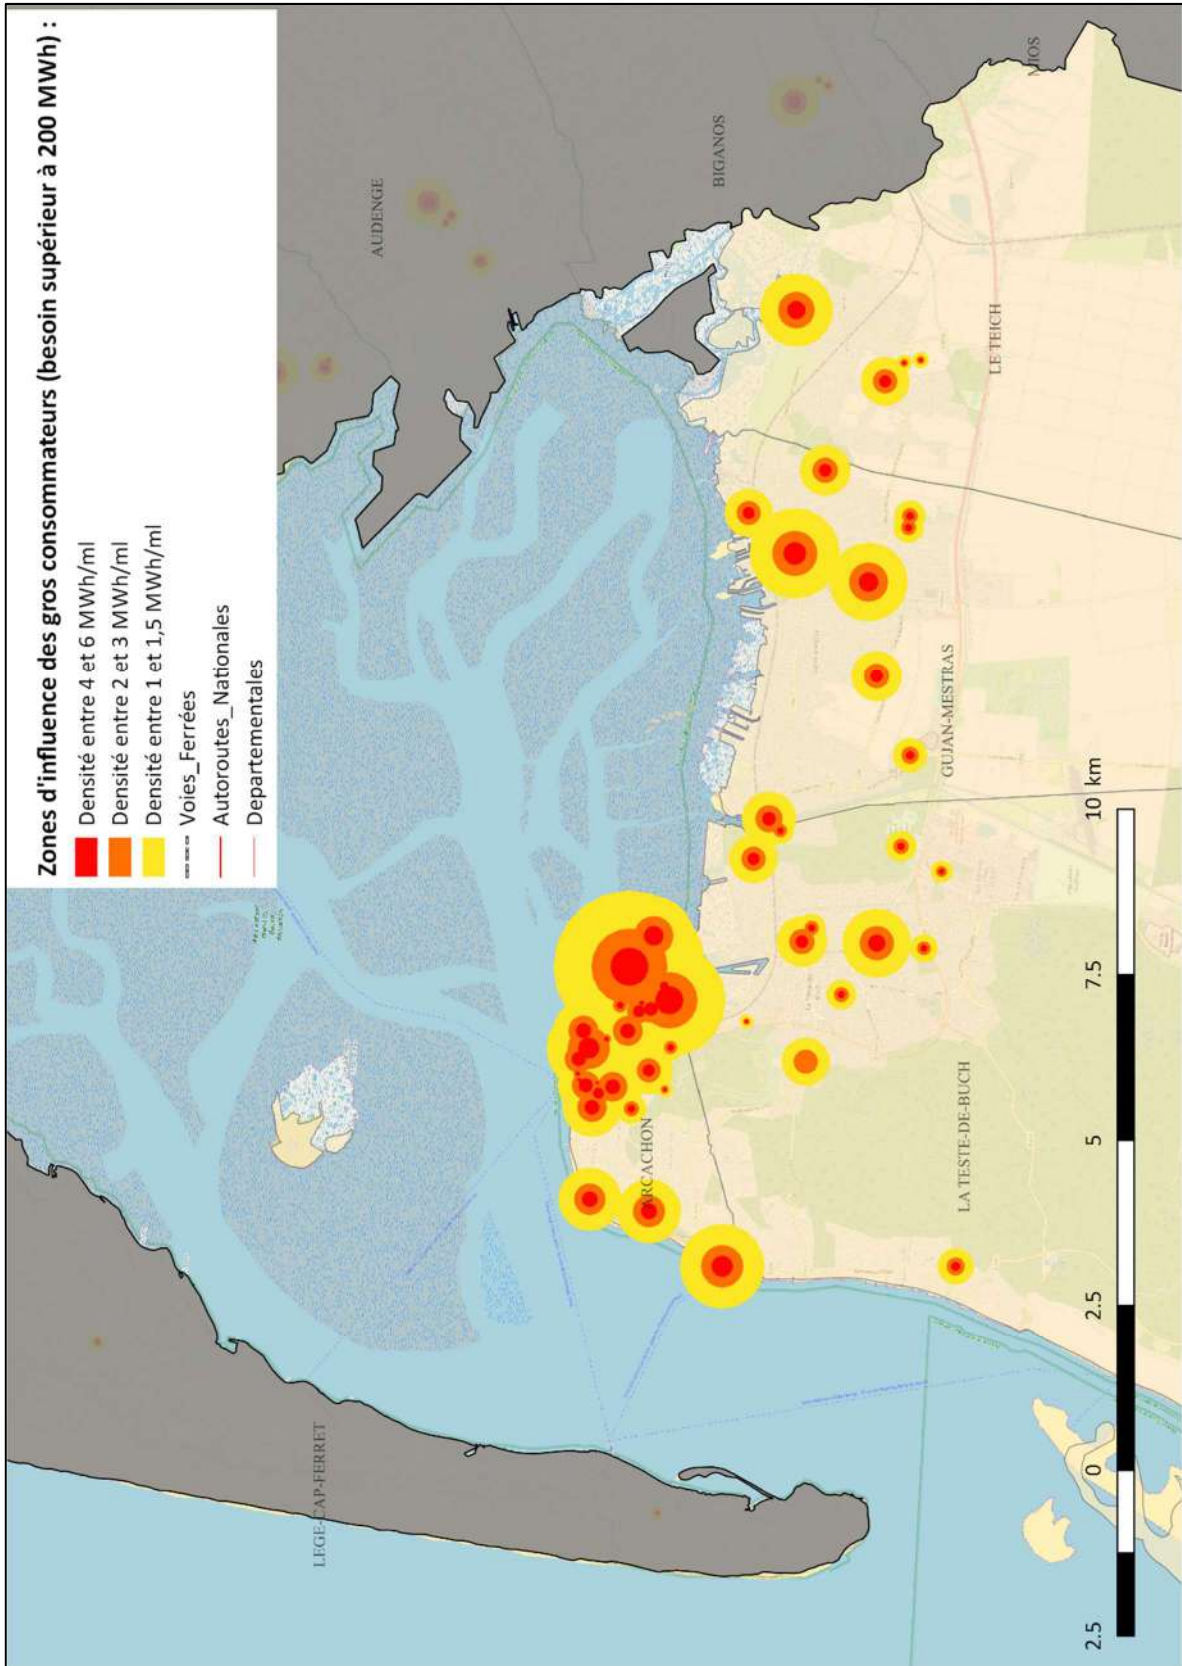 Zones d'influence des gros consommateurs (besoin supérieur à 200 MWh) :
Densité entre 4 et 6 MWh/ml
Densité entre 2 et 3 MWh/ml
Densité entre 1 et 1,5 MWh/ml
Voies_Ferrées
Autoroutes_Nationales
Departementales
AUDENGE
BIGANOS
MIOS
LEGE-CAP-FERRET
ARCACHON
LE TEICH
GUJAN-MESTRAS
LA TESTE-DE-BUCH
2.5 0 2.5 5 7.5 10 km